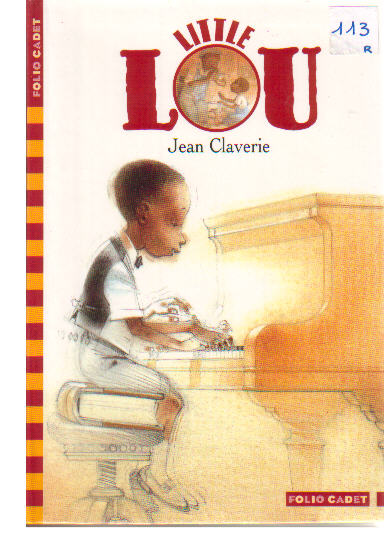 FOLIO CADET
113
R
LITTLE
LOU
Jean Claverie
FOLIO CADET